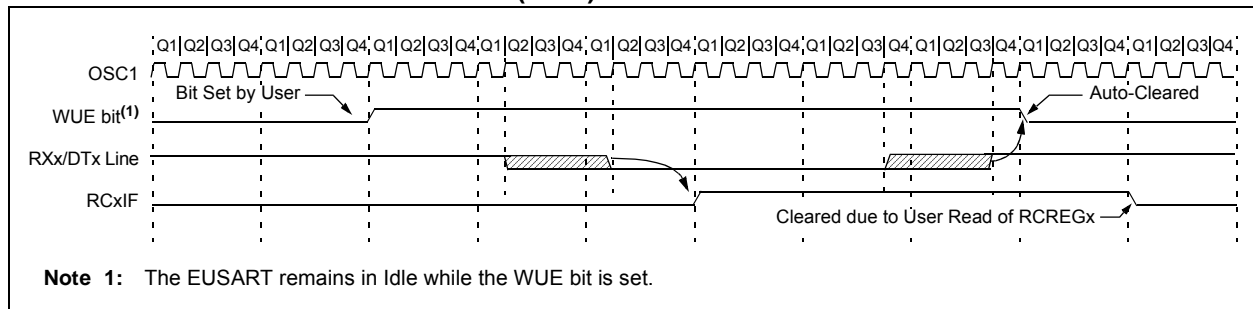 Q1 Q2 Q3 Q4 Q1 Q2 Q3 Q4 Q1 Q2 Q3 Q4 Q1 Q2 Q3 Q4 Q1 Q2 Q3 Q4 Q1 Q2 Q3 Q4 Q1 Q2 Q3 Q4 Q1 Q2 Q3 Q4 Q1 Q2 Q3 Q4 Q1 Q2 Q3 Q4
OSC1
Bit Set by User
Auto-Cleared
WUE bit(1)
RXx/DTx Line
RCxIF
Cleared due to User Read of RCREGx
Note 1: The EUSART remains in Idle while the WUE bit is set.